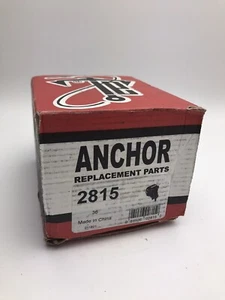 ANCHOR
REPLACEMENT PARTS
2815
Made in China